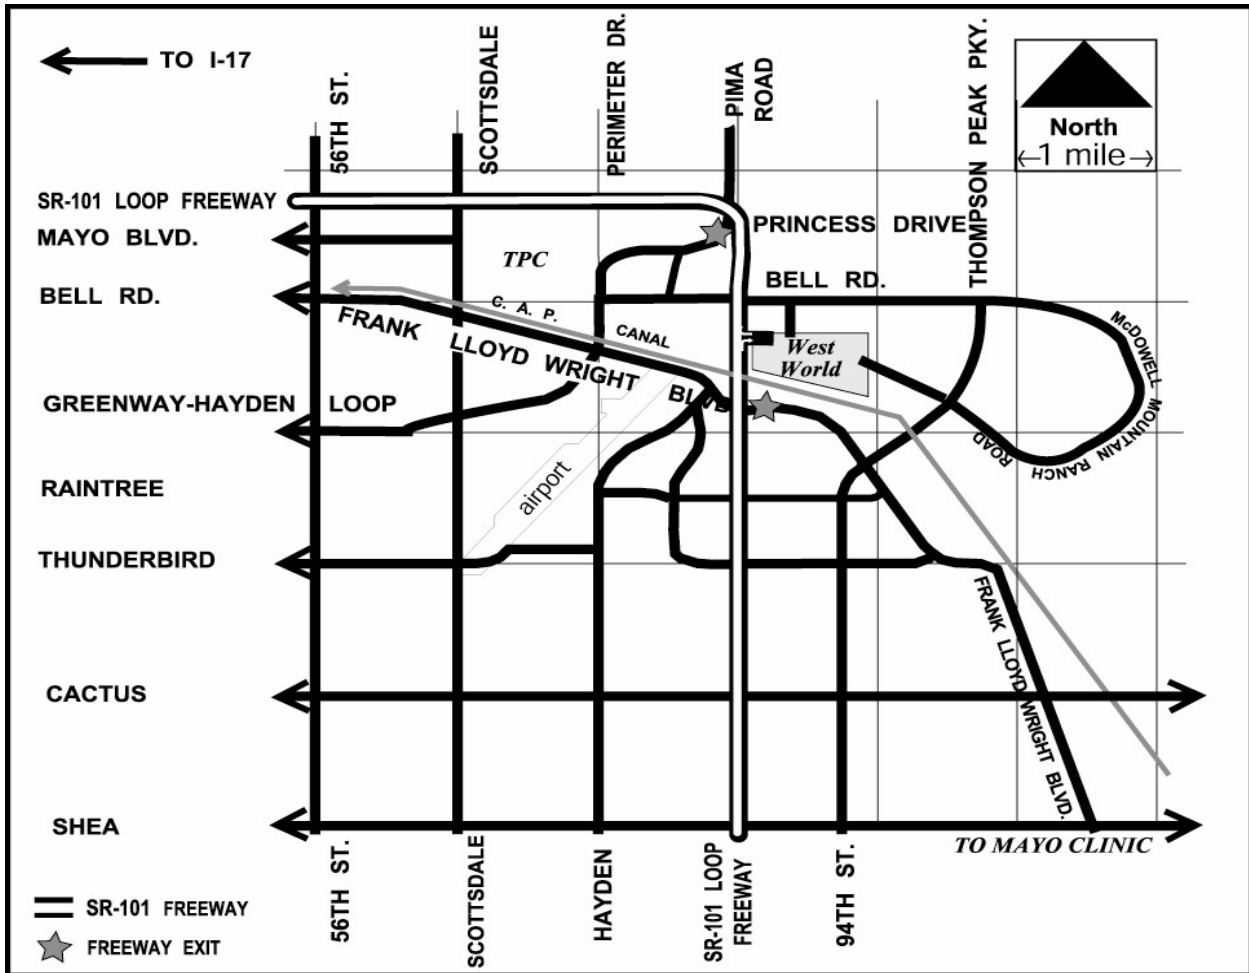 TO I-17
56TH ST.
SCOTTSDALE
PERIMETER DR.
PIMA
ROAD
THOMPSON PEAK PKY.
North
1 mile
SR-101 LOOP FREEWAY
MAYO BLVD.
PRINCESS DRIVE
TPC
BELL RD.
BELL RD.
C. A. P.
CANAL
FRANK LLOYD WRIGHT BLVD
West
World
McDOWELL MOUNTAIN RANCH
ROAD
GREENWAY-HAYDEN LOOP
airport
RAINTREE
THUNDERBIRD
FRANK LLOYD WRIGHT BLVD.
CACTUS
SHEA
TO MAYO CLINIC
56TH ST.
SCOTTSDALE
HAYDEN
SR-101 LOOP
FREEWAY
94TH ST.
SR-101 FREEWAY
FREEWAY EXIT